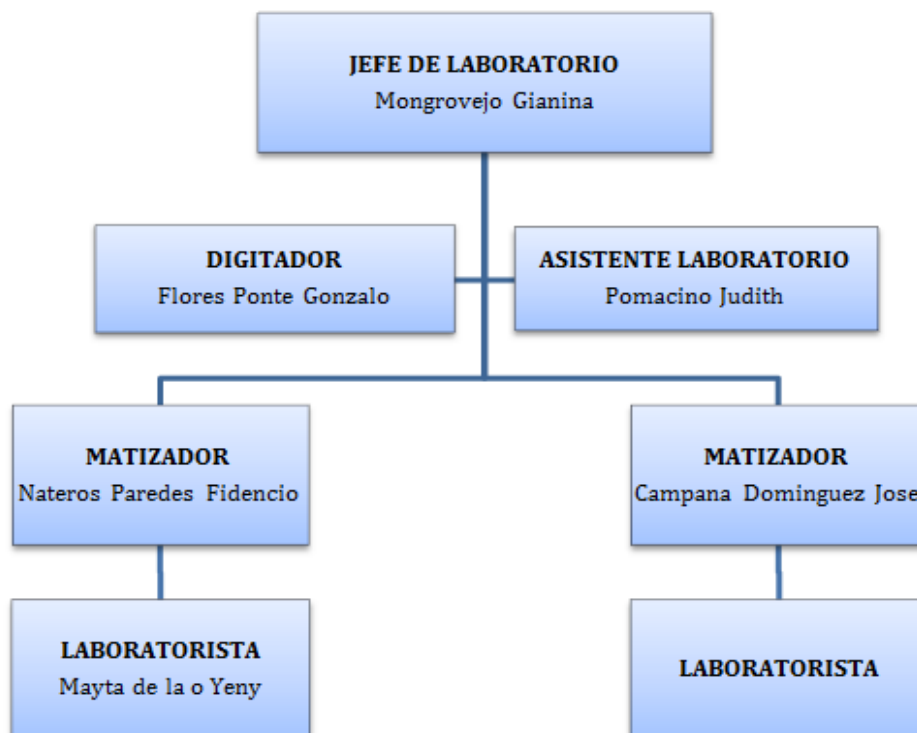 JEFE DE LABORATORIO
Mongrovejo Gianina
DIGITADOR
Flores Ponte Gonzalo
ASISTENTE LABORATORIO
Pomacino Judith
MATIZADOR
Nateros Paredes Fidencio
MATIZADOR
Campana Dominguez Jose
LABORATORISTA
Mayta de la o Yeny
LABORATORISTA